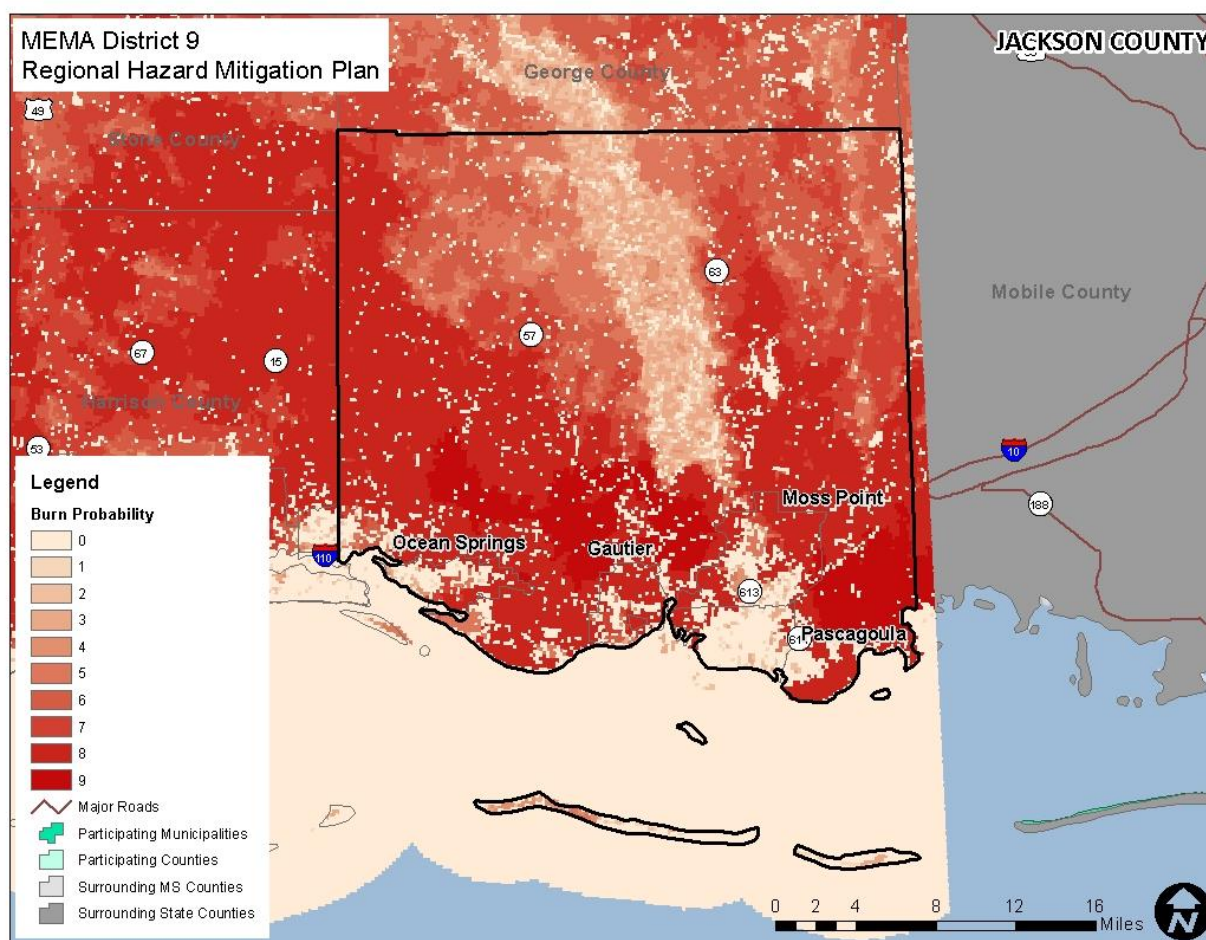 MEMA District 9
Regional Hazard Mitigation Plan
JACKSON COUNTY
George County
49
Stone County
63
Mobile County
57
67
15
Harrison County
53
10
Moss Point
188
Ocean Springs
Gautier
110
613
Pascagoula
Legend
Burn Probability
0
1
2
3
4
5
6
7
8
9
Major Roads
Participating Municipalities
Participating Counties
Surrounding MS Counties
Surrounding State Counties
0 2 4 8 12 16
Miles